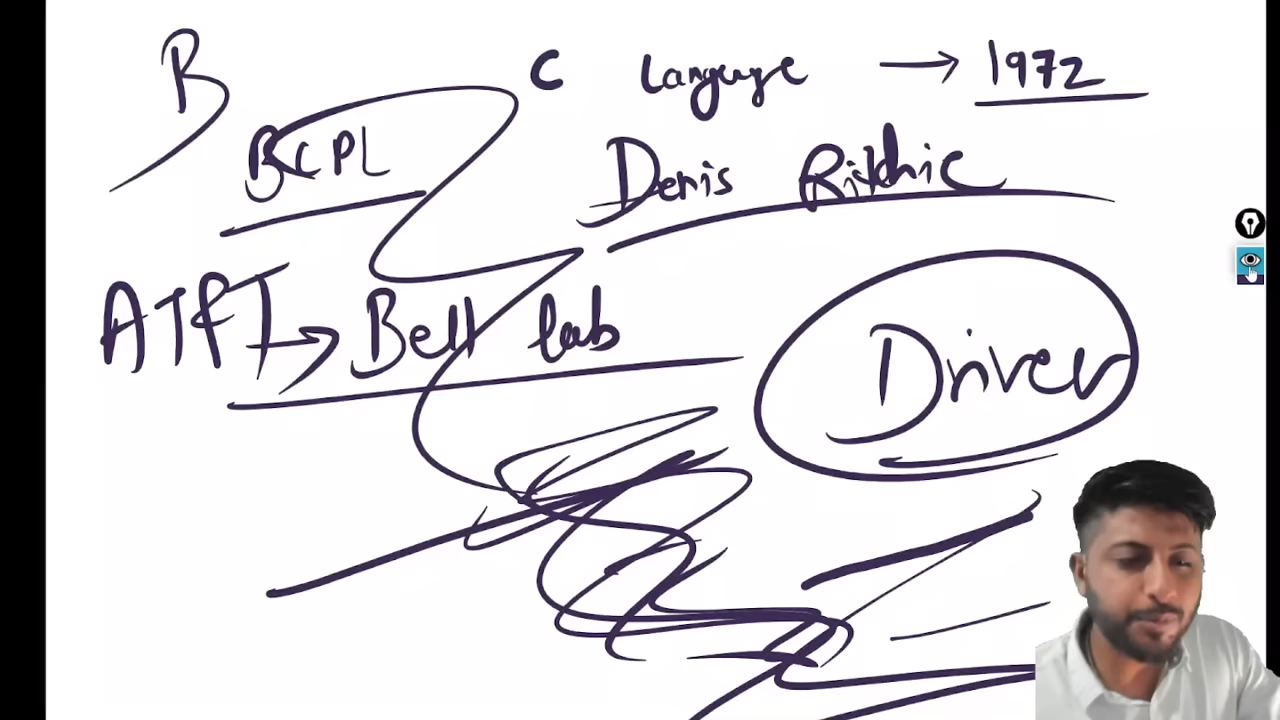 B
C Language → 1972
BCPL
Denis Ritchie
AT&T → Bell lab
Driver